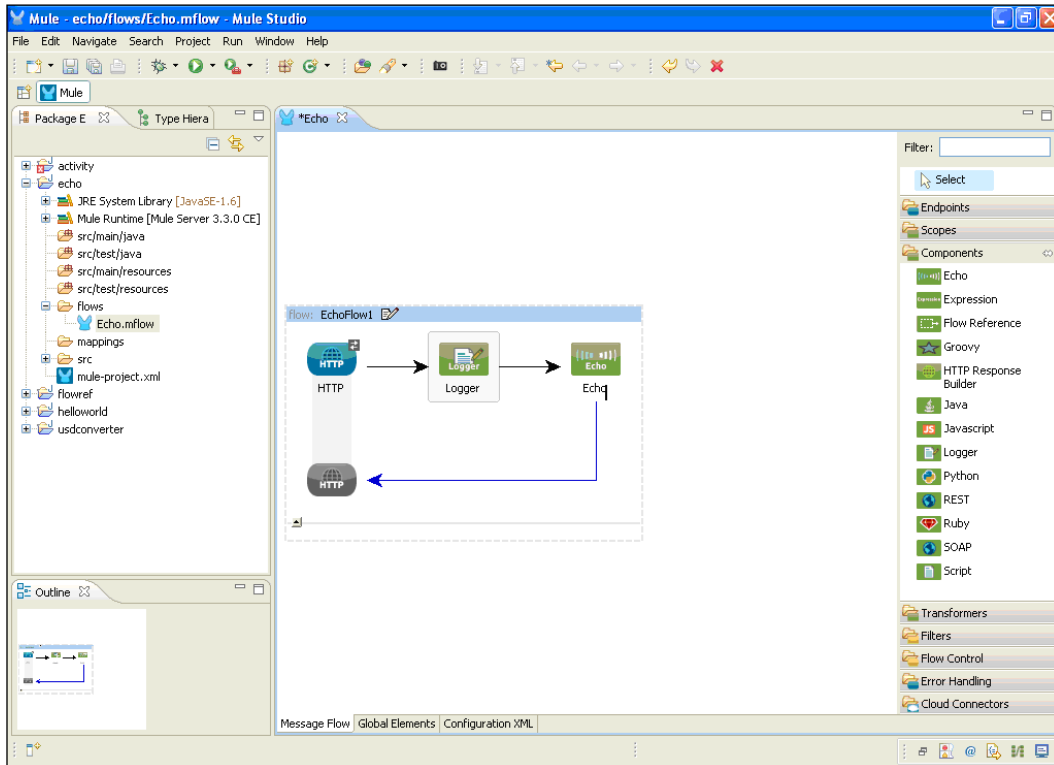 Mule - echo/flows/Echo.mflow - Mule Studio
File Edit Navigate Search Project Run Window Help
Mule
Package E
Type Hiera
*Echo
activity
echo
JRE System Library [JavaSE-1.6]
Mule Runtime [Mule Server 3.3.0 CE]
src/main/java
src/test/java
src/main/resources
src/test/resources
flows
Echo.mflow
mappings
src
mule-project.xml
flowref
helloworld
usdconverter
Outline
flow: EchoFlow1
HTTP
Logger
Echo
HTTP
Logger
Echo
HTTP
Message Flow
Global Elements
Configuration XML
Filter:
Select
Endpoints
Scopes
Components
Echo
Expression
Flow Reference
Groovy
HTTP Response
Builder
Java
JS
Javascript
Logger
Python
REST
Ruby
SOAP
Script
Transformers
Filters
Flow Control
Error Handling
Cloud Connectors